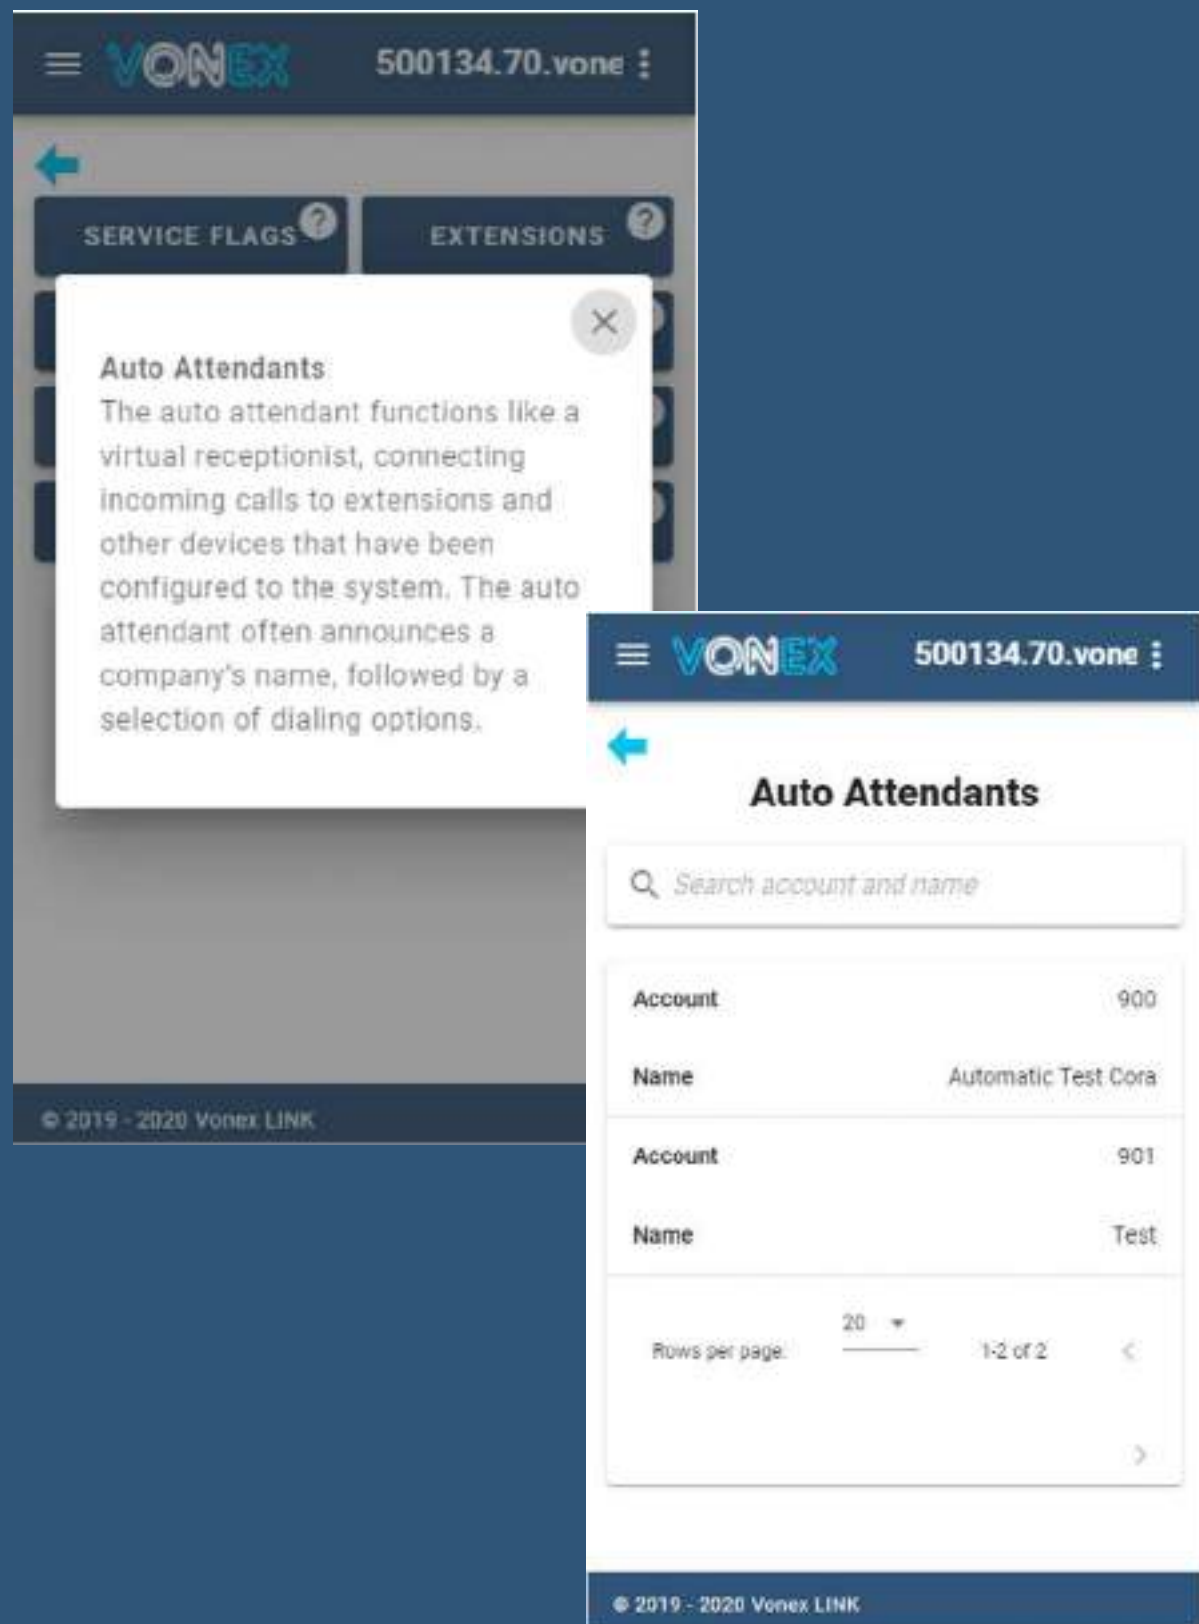 VONEX 500134.70.vone
SERVICE FLAGS ? EXTENSIONS ?
Auto Attendants
The auto attendant functions like a
virtual receptionist, connecting
incoming calls to extensions and
other devices that have been
configured to the system. The auto
attendant often announces a
company's name, followed by a
selection of dialing options.
© 2019 - 2020 Vonex LINK
VONEX 500134.70.vone
Auto Attendants
Search account and name
Account 900
Name Automatic Test Cora
Account 901
Name Test
20
Rows per page: 1-2 of 2
© 2019 - 2020 Vonex LINK